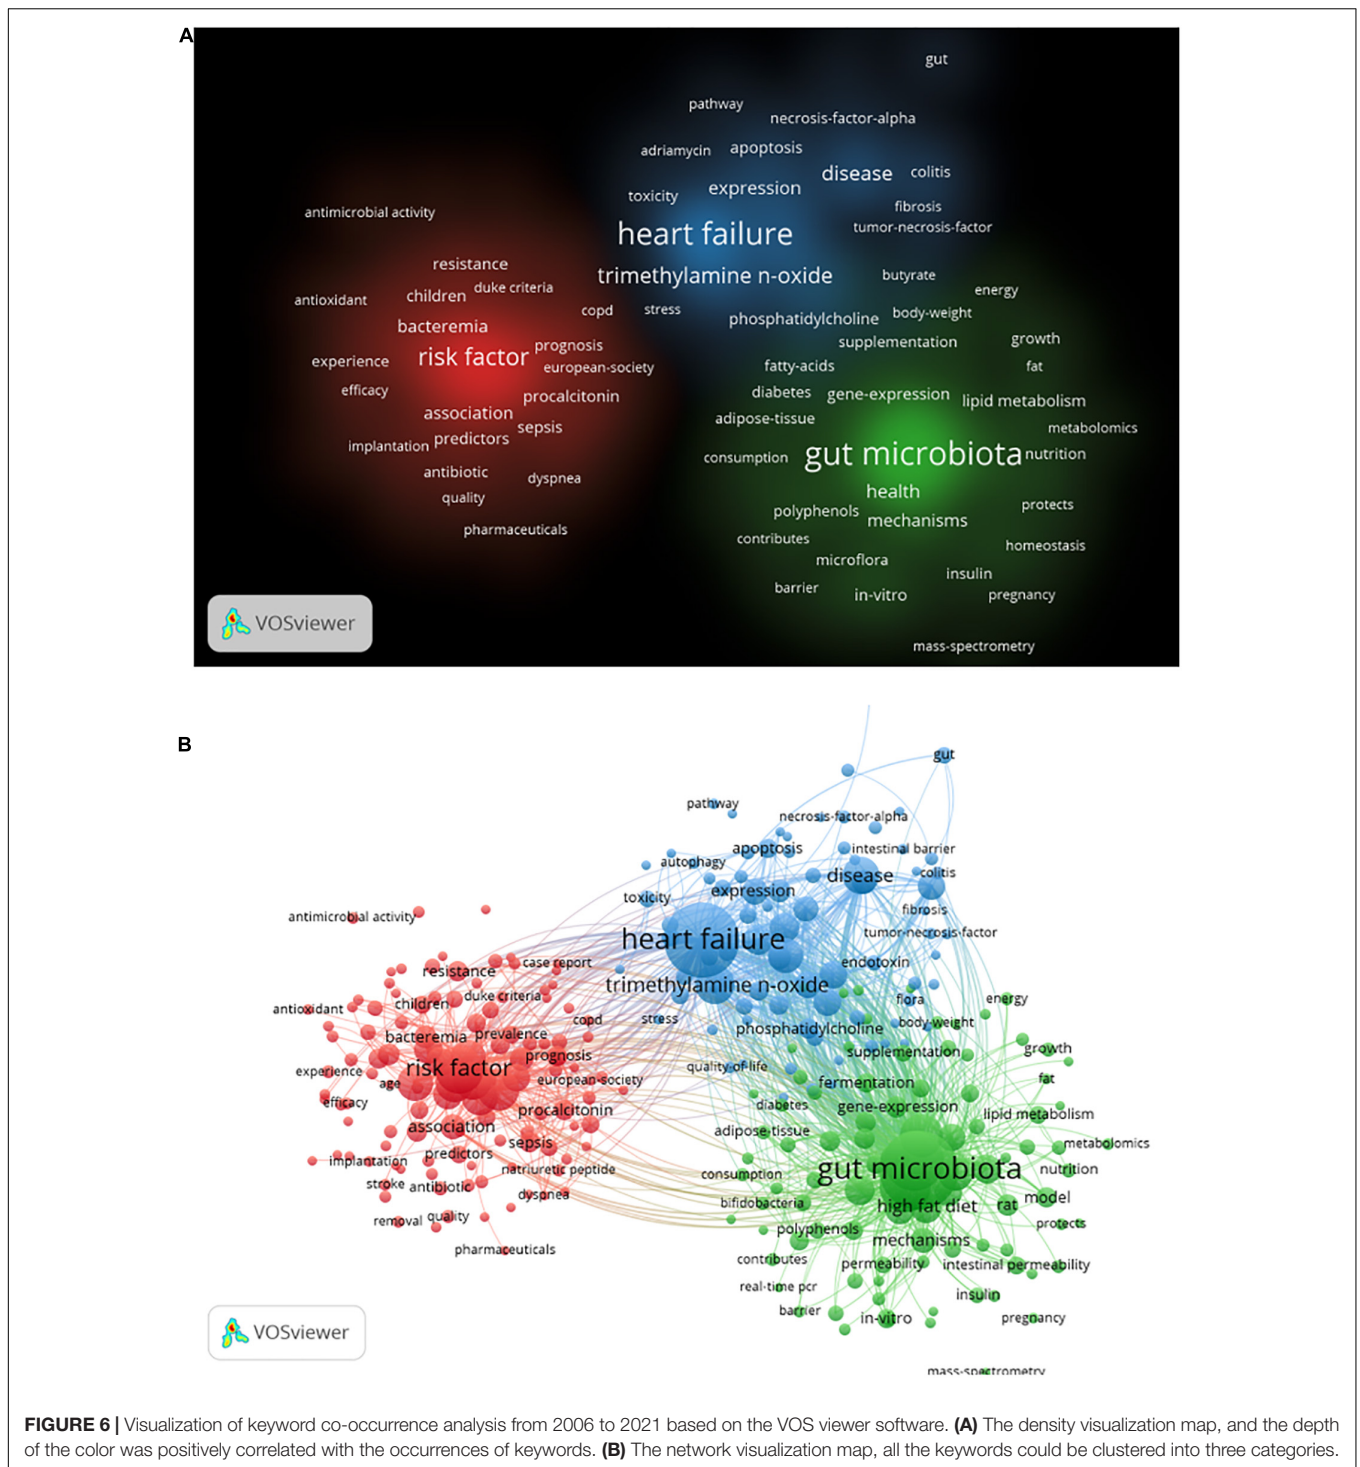 A
gut
pathway
necrosis-factor-alpha
adriamycin
apoptosis
disease
colitis
toxicity
expression
fibrosis
antimicrobial activity
tumor-necrosis-factor
heart failure
resistance
trimethylamine n-oxide
butyrate
duke criteria
energy
antioxidant
children
copd
stress
phosphatidylcholine
body-weight
bacteremia
supplementation
growth
risk factor
prognosis
experience
european-society
fatty-acids
fat
efficacy
procalcitonin
diabetes
gene-expression
lipid metabolism
association
adipose-tissue
sepsis
metabolomics
implantation
predictors
consumption
gut microbiota
nutrition
antibiotic
dyspnea
health
quality
polyphenols
protects
mechanisms
pharmaceuticals
contributes
homeostasis
microflora
insulin
barrier
in-vitro
pregnancy
VOSviewer
mass-spectrometry
B
gut
pathway
necrosis-factor-alpha
apoptosis
intestinal barrier
autophagy
disease
colitis
expression
toxicity
fibrosis
antimicrobial activity
tumor-necrosis-factor
heart failure
case report
endotoxin
resistance
trimethylamine n-oxide
duke criteria
flora
energy
antioxidant
children
copd
stress
phosphatidylcholine
body-weight
bacteremia
prevalence
prognosis
supplementation
growth
risk factor
quality-of-life
experience
age
european-society
fermentation
fat
efficacy
procalcitonin
diabetes
gene-expression
lipid metabolism
association
adipose-tissue
sepsis
metabolomics
predictors
implantation
natriuretic peptide
consumption
gut microbiota
nutrition
stroke
antibiotic
dyspnea
bifidobacteria
high fat diet
rat
model
removal
quality
polyphenols
protects
mechanisms
pharmaceuticals
contributes
permeability
intestinal permeability
real-time pcr
insulin
barrier
in-vitro
pregnancy
VOSviewer
mass-spectrometry
FIGURE 6 | Visualization of keyword co-occurrence analysis from 2006 to 2021 based on the VOS viewer software. (A) The density visualization map, and the depth
of the color was positively correlated with the occurrences of keywords. (B) The network visualization map, all the keywords could be clustered into three categories.